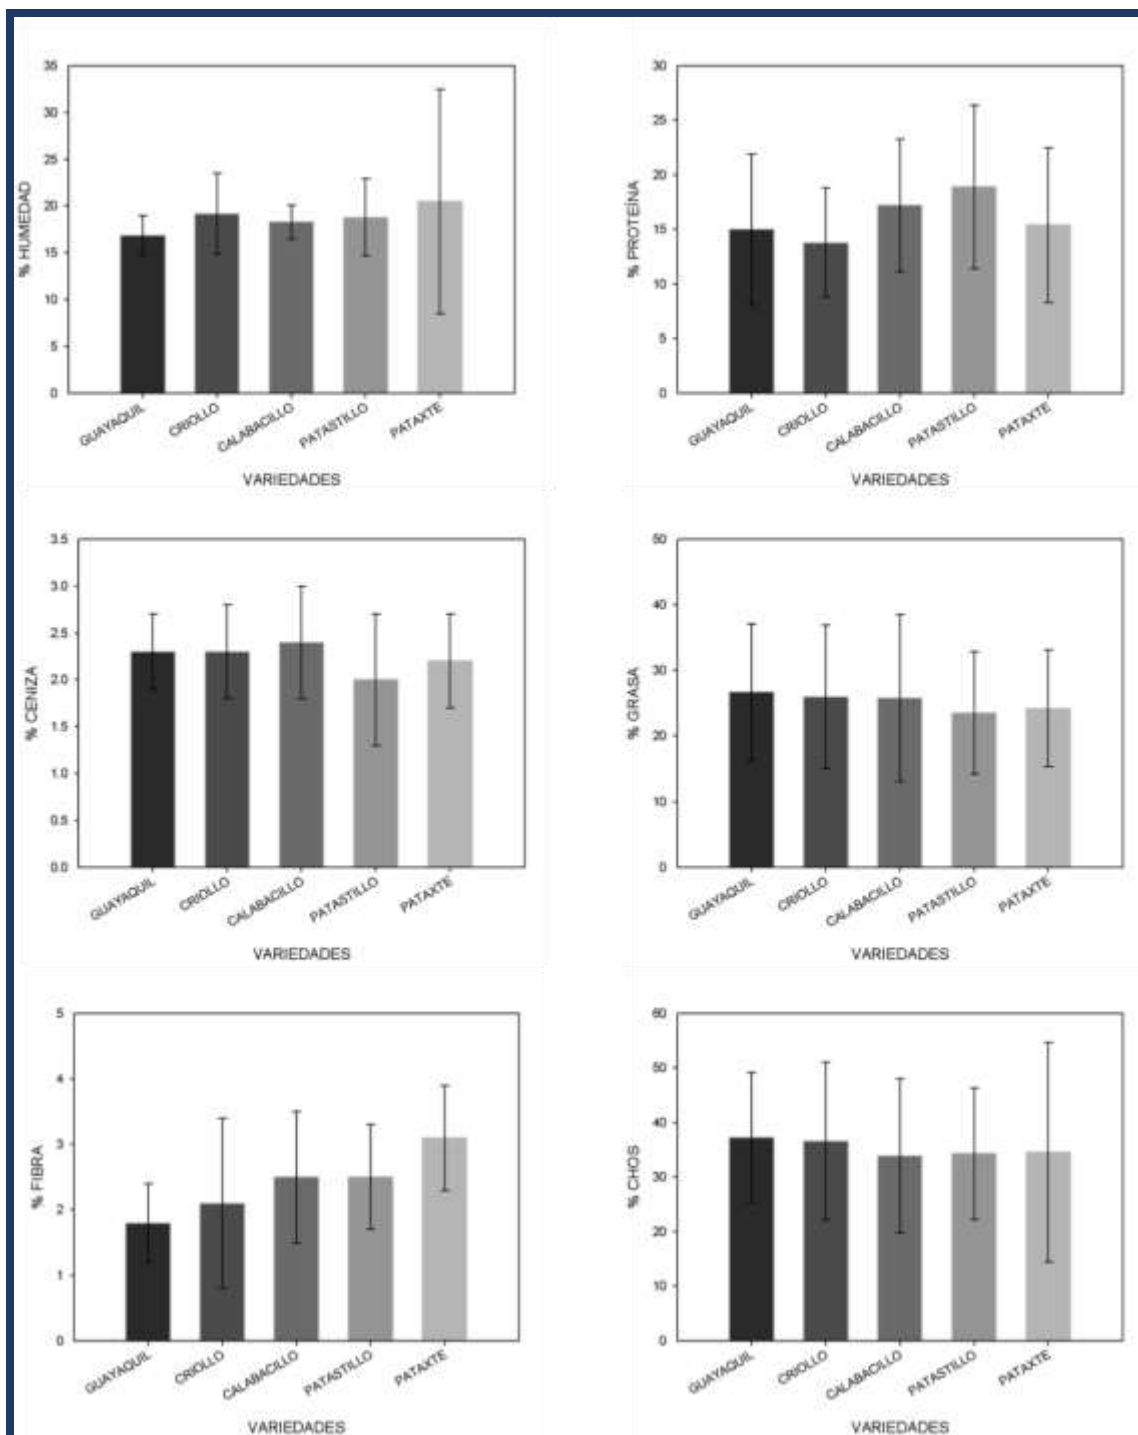 % HUMEDAD
35
30
25
20
15
10
5
0
GUAYAQUIL
CRIOLLO
CALABACILLO
PATASTILLO
PATAXTE
VARIEDADES
% PROTEÍNA
30
25
20
15
10
5
0
GUAYAQUIL
CRIOLLO
CALABACILLO
PATASTILLO
PATAXTE
VARIEDADES
% CENIZA
3.5
3.0
2.5
2.0
1.5
1.0
0.5
0.0
GUAYAQUIL
CRIOLLO
CALABACILLO
PATASTILLO
PATAXTE
VARIEDADES
% GRASA
50
40
30
20
10
0
GUAYAQUIL
CRIOLLO
CALABACILLO
PATASTILLO
PATAXTE
VARIEDADES
% FIBRA
5
4
3
2
1
0
GUAYAQUIL
CRIOLLO
CALABACILLO
PATASTILLO
PATAXTE
VARIEDADES
% CHOS
60
50
40
30
20
10
0
GUAYAQUIL
CRIOLLO
CALABACILLO
PATASTILLO
PATAXTE
VARIEDADES